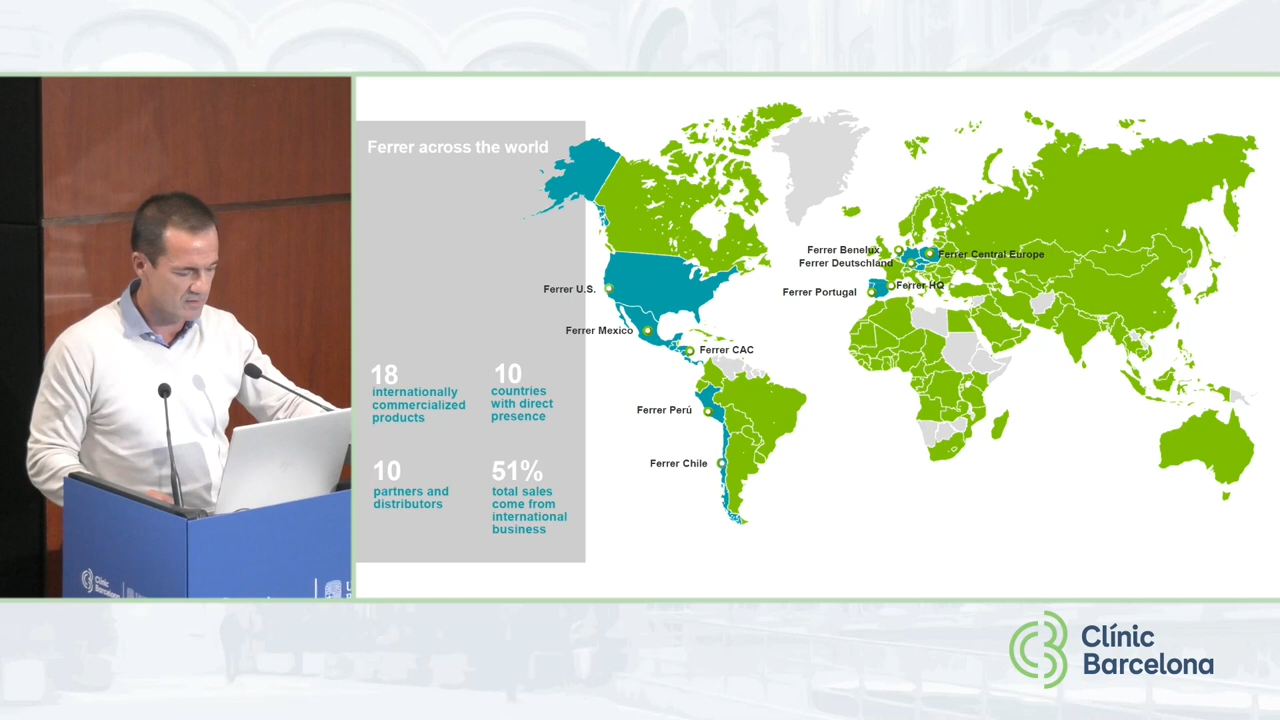 Ferrer across the world
18
internationally
commercialized
products
10
countries
with direct
presence
10
partners and
distributors
51%
total sales
come from
international
business
Ferrer U.S.
Ferrer Mexico
Ferrer CAC
Ferrer Perú
Ferrer Chile
Ferrer Benelux
Ferrer Deutschland
Ferrer Central Europe
Ferrer HQ
Ferrer Portugal
Clínic
Barcelona
Clínic
Barcelona